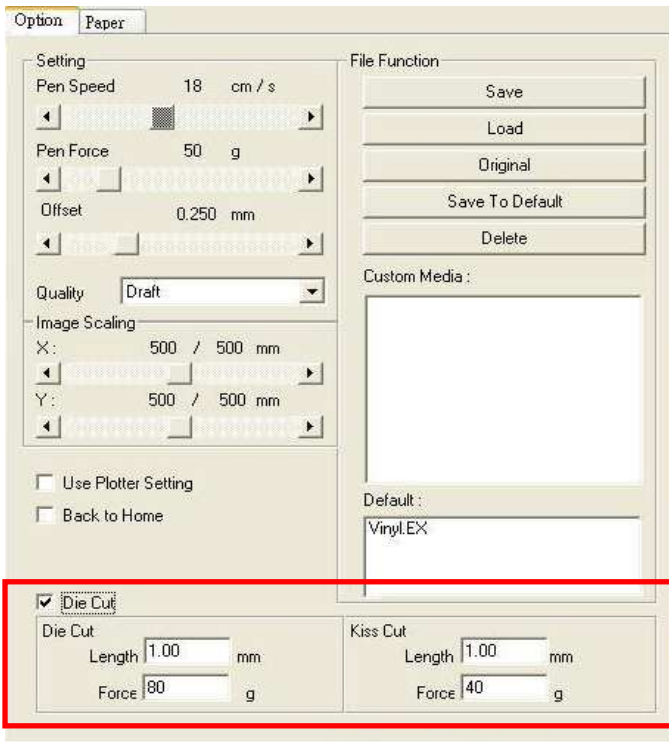 Option Paper
Setting
Pen Speed 18 cm / s
Pen Force 50 g
Offset 0.250 mm
Quality Draft
Image Scaling
X : 500 / 500 mm
Y : 500 / 500 mm
Use Plotter Setting
Back to Home
File Function
Save
Load
Original
Save To Default
Delete
Custom Media :
Default :
Vinyl.EX
Die Cut
Die Cut
Length 1.00 mm
Force 80 g
Kiss Cut
Length 1.00 mm
Force 40 g